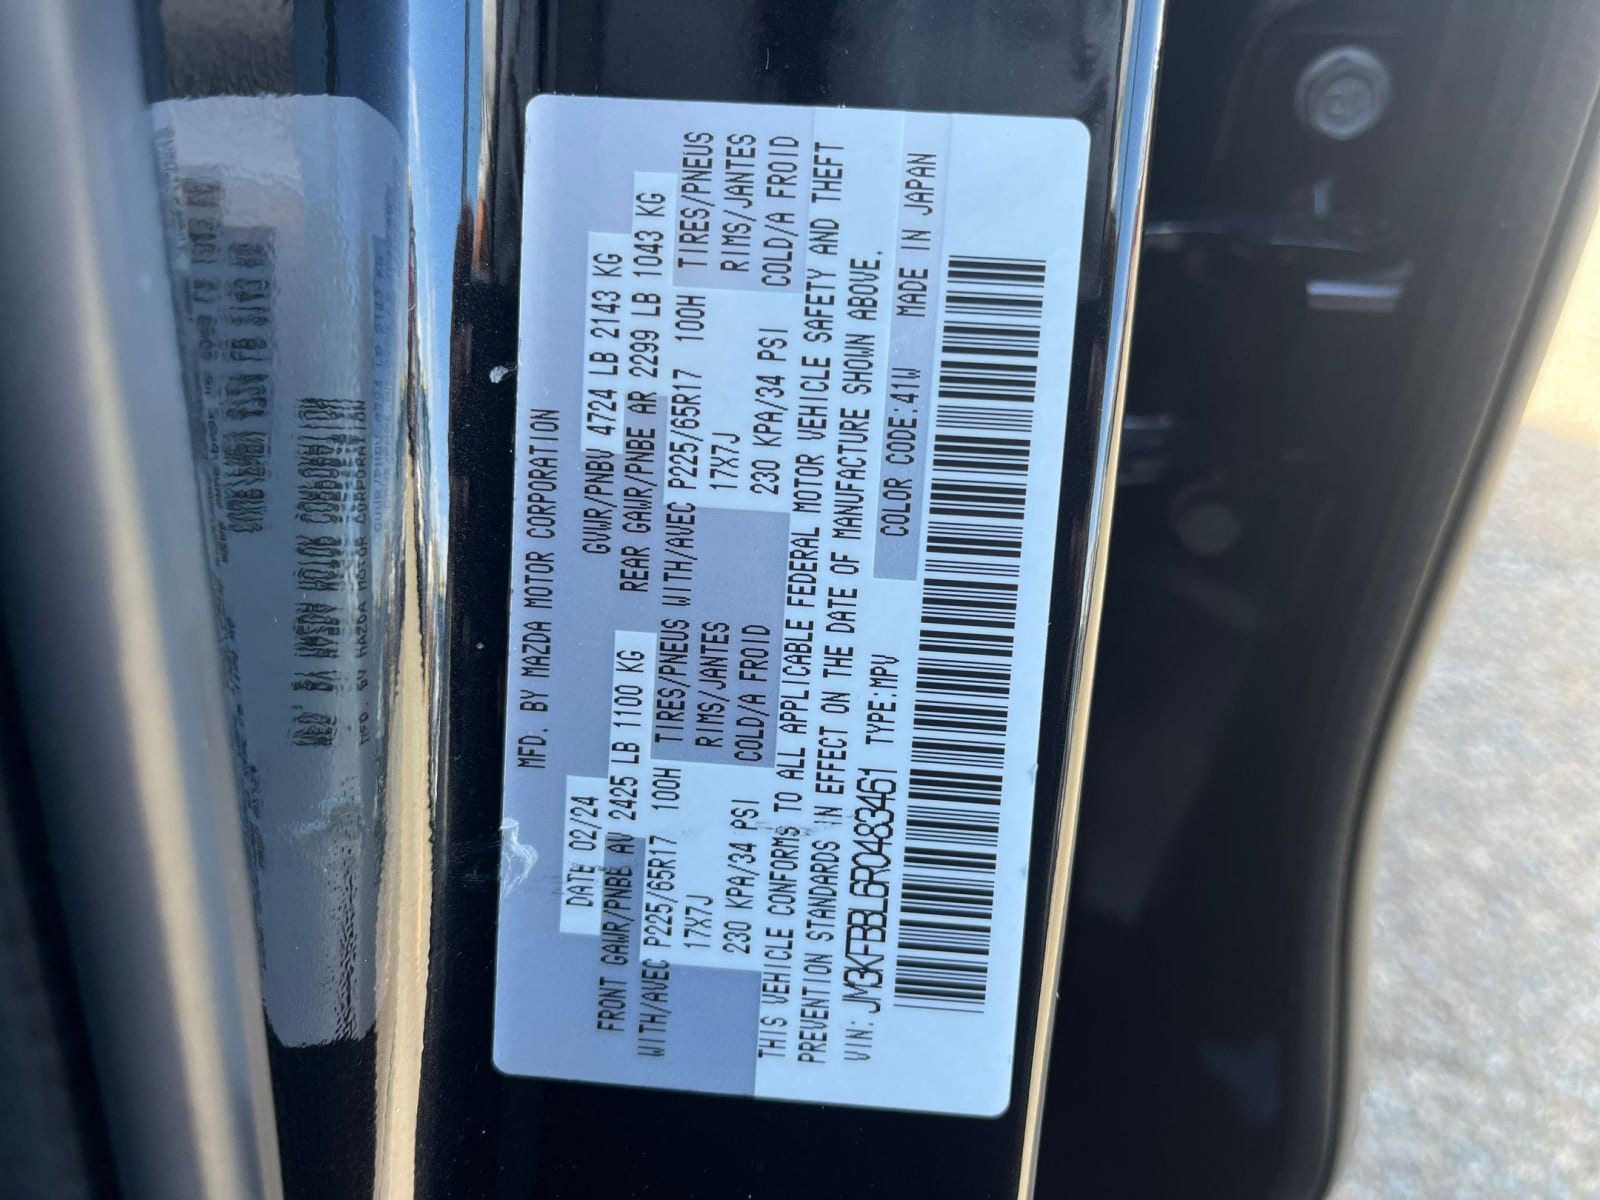 MFD. BY MAZDA MOTOR CORPORATION
DATE 02/24 GVWR/PNBV 4724 LB 2143 KG
FRONT GAWR/PNBE AV 2425 LB 1100 KG REAR GAWR/PNBE AR 2299 LB 1043 KG
WITH/AVEC P225/65R17 100H TIRES/PNEUS WITH/AVEC P225/65R17 100H TIRES/PNEUS
17X7J RIMS/JANTES 17X7J RIMS/JANTES
230 KPA/34 PSI COLD/A FROID 230 KPA/34 PSI COLD/A FROID
THIS VEHICLE CONFORMS TO ALL APPLICABLE FEDERAL MOTOR VEHICLE SAFETY AND THEFT
PREVENTION STANDARDS IN EFFECT ON THE DATE OF MANUFACTURE SHOWN ABOVE.
VIN: JM3KFBBL6R0483461 TYPE:MPV COLOR CODE:41W MADE IN JAPAN